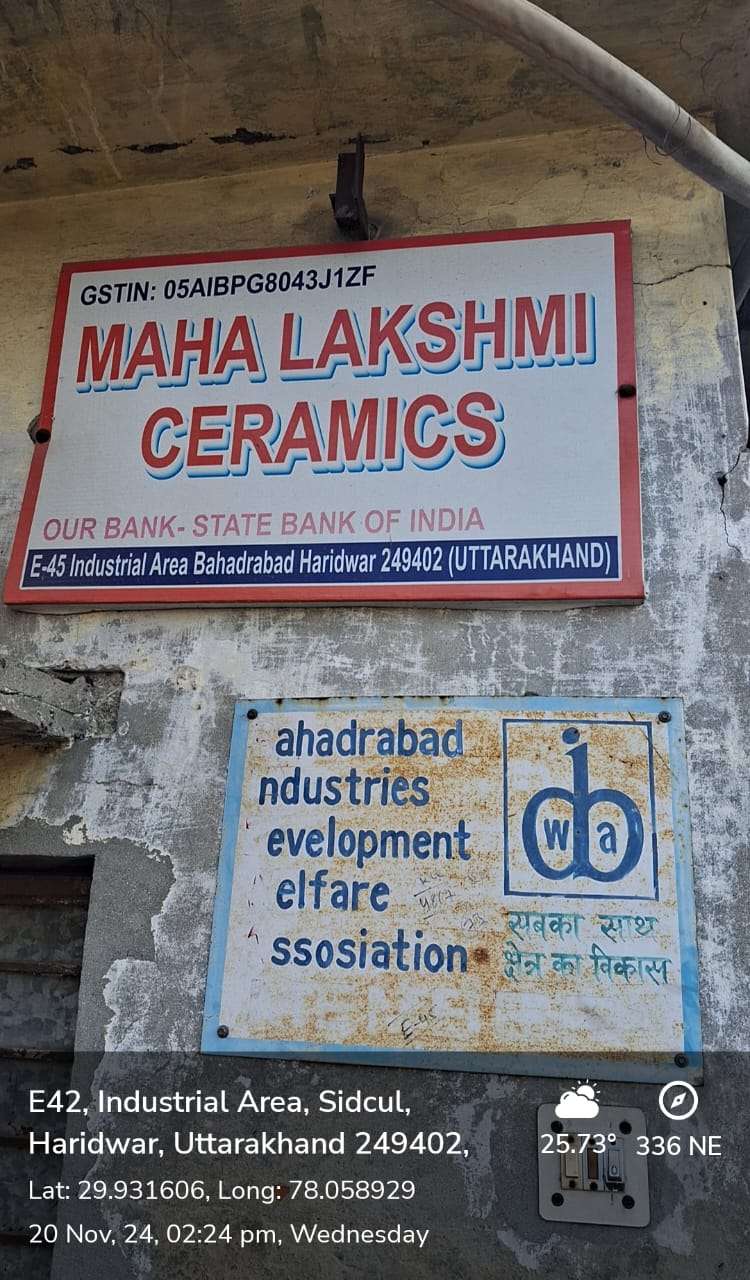 GSTIN: 05AIBPG8043J1ZF
MAHA LAKSHMI
CERAMICS
OUR BANK- STATE BANK OF INDIA
E-45 Industrial Area Bahadrabad Haridwar 249402 (UTTARAKHAND)
ahadrabad
ndustries
evelopment
elfare
ssosiation
w b a
सबका साथ
क्षेत्र का विकास
E-45
E42, Industrial Area, Sidcul,
Haridwar, Uttarakhand 249402,
Lat: 29.931606, Long: 78.058929
20 Nov, 24, 02:24 pm, Wednesday
25.73° 336 NE